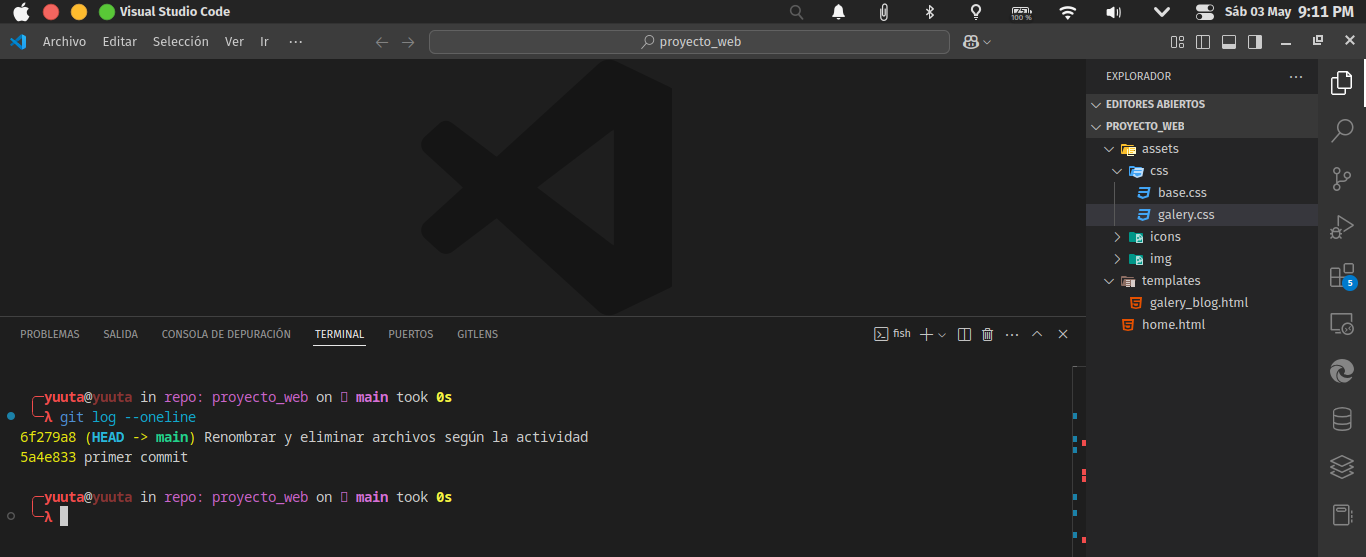 Visual Studio Code
100 %
Sáb 03 May 9:11 PM
Archivo Editar Selección Ver Ir ···
proyecto_web
EXPLORADOR ···
EDITORES ABIERTOS
PROYECTO_WEB
assets
css
base.css
galery.css
icons
img
templates
galery_blog.html
home.html
5
PROBLEMAS SALIDA CONSOLA DE DEPURACIÓN TERMINAL PUERTOS GITLENS
fish
yuuta@yuuta in repo: proyecto_web on main took 0s
λ git log --oneline
6f279a8 (HEAD -> main) Renombrar y eliminar archivos según la actividad
5a4e833 primer commit
yuuta@yuuta in repo: proyecto_web on main took 0s
λ